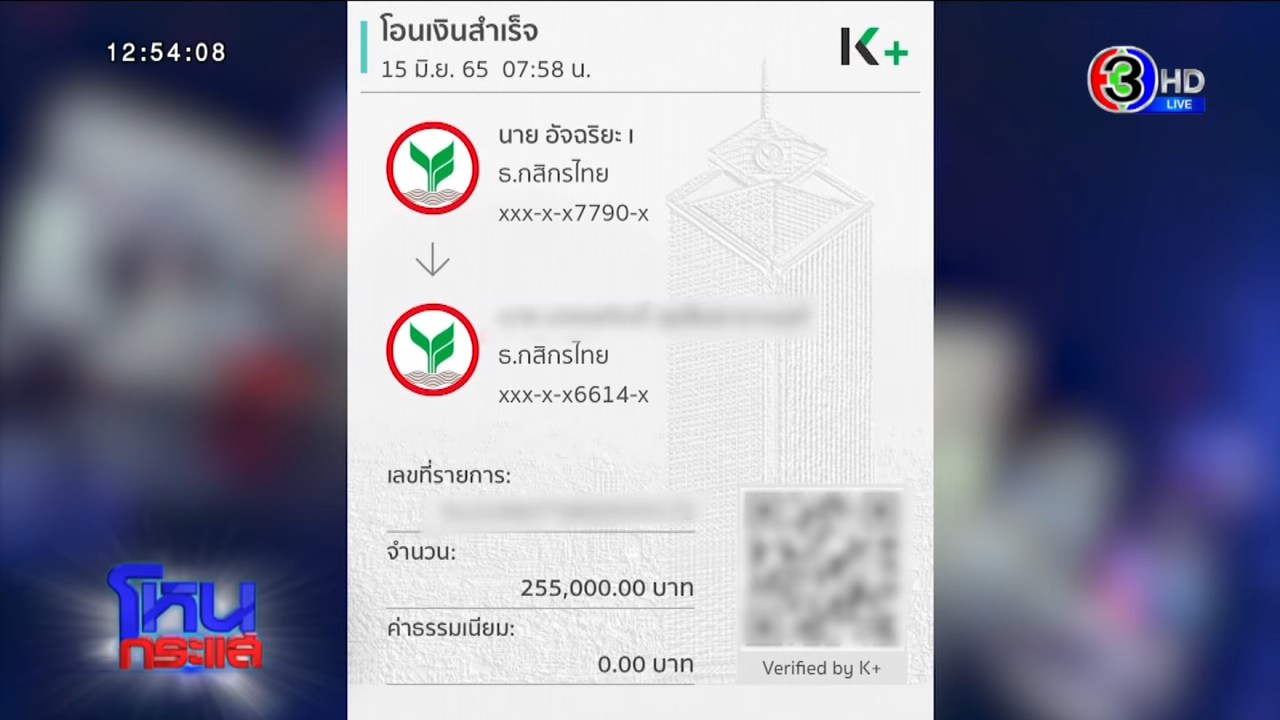 12:54:08
3 HD
LIVE
โอนเงินสำเร็จ
15 มิ.ย. 65 07:58 น.
K+
นาย อัจฉริยะ เ
ธ.กสิกรไทย
xxx-x-x7790-x
ธ.กสิกรไทย
xxx-x-x6614-x
เลขที่รายการ:
จำนวน:
255,000.00 บาท
ค่าธรรมเนียม:
0.00 บาท
Verified by K+
โหน
กระแส